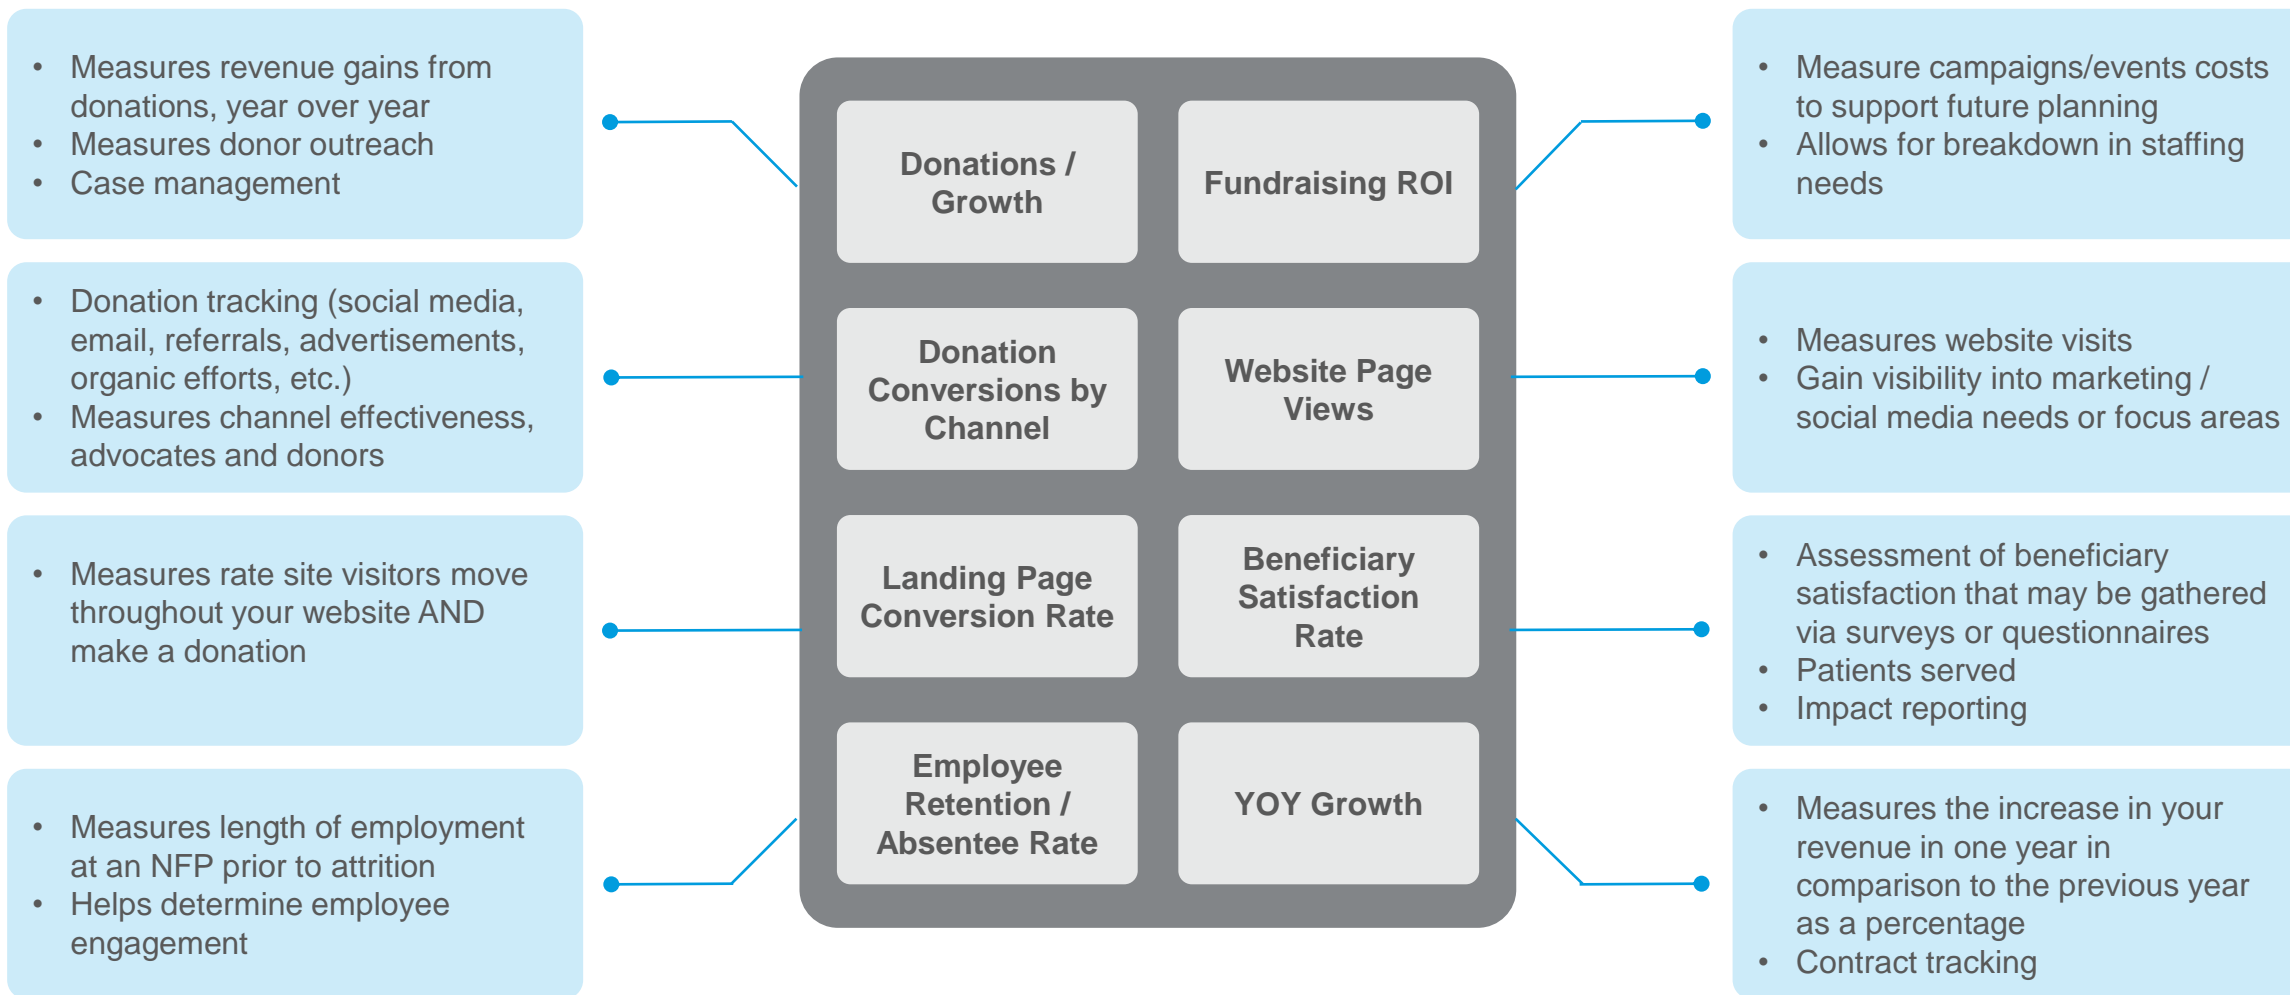 • Measures revenue gains from
donations, year over year
• Measures donor outreach
• Case management
Donations /
Growth
Fundraising ROI
• Measure campaigns/events costs
to support future planning
• Allows for breakdown in staffing
needs
• Donation tracking (social media,
email, referrals, advertisements,
organic efforts, etc.)
• Measures channel effectiveness,
advocates and donors
Donation
Conversions by
Channel
Website Page
Views
• Measures website visits
• Gain visibility into marketing /
social media needs or focus areas
• Measures rate site visitors move
throughout your website AND
make a donation
Landing Page
Conversion Rate
Beneficiary
Satisfaction
Rate
• Assessment of beneficiary
satisfaction that may be gathered
via surveys or questionnaires
• Patients served
• Impact reporting
• Measures length of employment
at an NFP prior to attrition
• Helps determine employee
engagement
Employee
Retention /
Absentee Rate
YOY Growth
• Measures the increase in your
revenue in one year in
comparison to the previous year
as a percentage
• Contract tracking